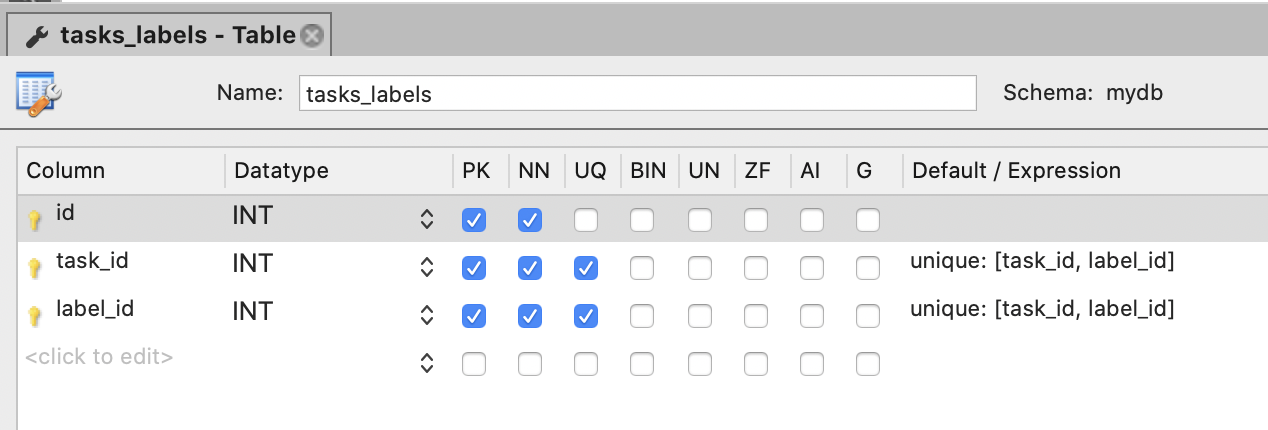 tasks_labels - Table
Name: tasks_labels Schema: mydb
Column Datatype PK NN UQ BIN UN ZF AI G Default / Expression
id INT
task_id INT unique: [task_id, label_id]
label_id INT unique: [task_id, label_id]
<click to edit>